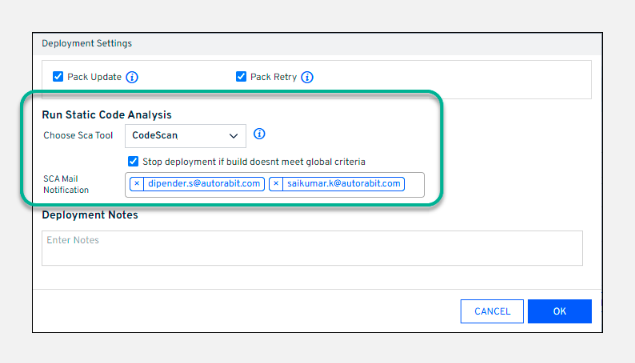 Deployment Settings
Pack Update Pack Retry
Run Static Code Analysis
Choose Sca Tool CodeScan
Stop deployment if build doesnt meet global criteria
SCA Mail
Notification
× dipender.s@autorabit.com × saikumar.k@autorabit.com
Deployment Notes
Enter Notes
CANCEL OK